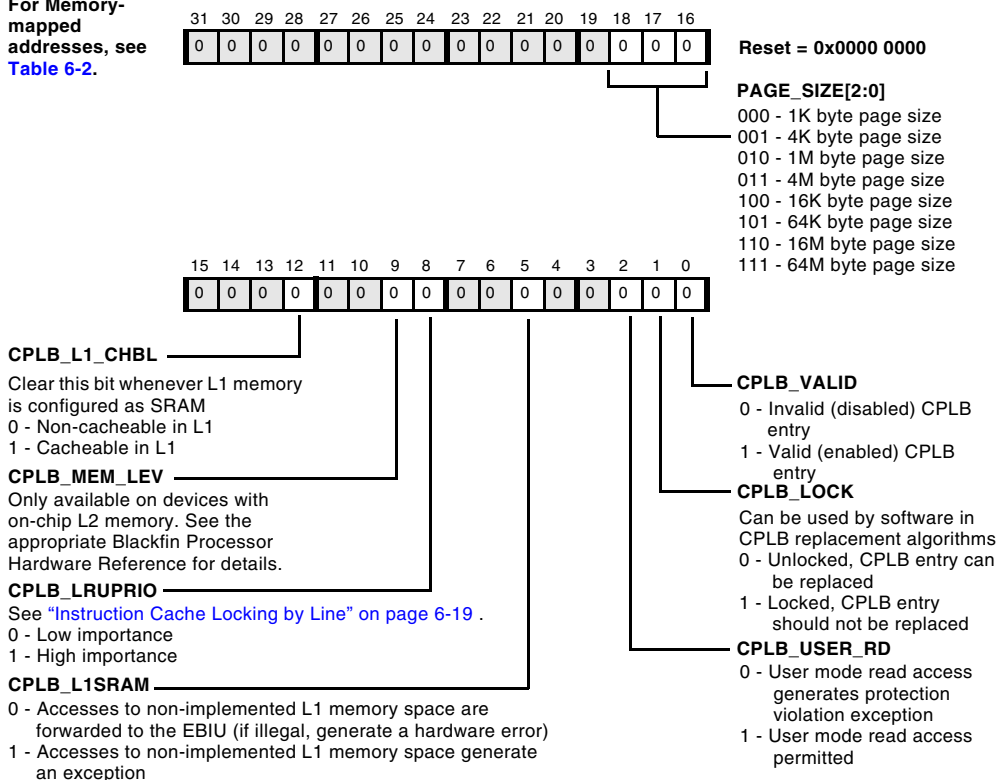 For Memory-
mapped
addresses, see
Table 6-2.
31 30 29 28 27 26 25 24 23 22 21 20 19 18 17 16
0 0 0 0 0 0 0 0 0 0 0 0 0 0 0 0
Reset = 0x0000 0000
PAGE_SIZE[2:0]
000 - 1K byte page size
001 - 4K byte page size
010 - 1M byte page size
011 - 4M byte page size
100 - 16K byte page size
101 - 64K byte page size
110 - 16M byte page size
111 - 64M byte page size
15 14 13 12 11 10 9 8 7 6 5 4 3 2 1 0
0 0 0 0 0 0 0 0 0 0 0 0 0 0 0 0
CPLB_L1_CHBL
Clear this bit whenever L1 memory
is configured as SRAM
0 - Non-cacheable in L1
1 - Cacheable in L1
CPLB_MEM_LEV
Only available on devices with
on-chip L2 memory. See the
appropriate Blackfin Processor
Hardware Reference for details.
CPLB_LRUPRIO
See “Instruction Cache Locking by Line” on page 6-19 .
0 - Low importance
1 - High importance
CPLB_L1SRAM
0 - Accesses to non-implemented L1 memory space are
forwarded to the EBIU (if illegal, generate a hardware error)
1 - Accesses to non-implemented L1 memory space generate
an exception
CPLB_VALID
0 - Invalid (disabled) CPLB
entry
1 - Valid (enabled) CPLB
entry
CPLB_LOCK
Can be used by software in
CPLB replacement algorithms
0 - Unlocked, CPLB entry can
be replaced
1 - Locked, CPLB entry
should not be replaced
CPLB_USER_RD
0 - User mode read access
generates protection
violation exception
1 - User mode read access
permitted